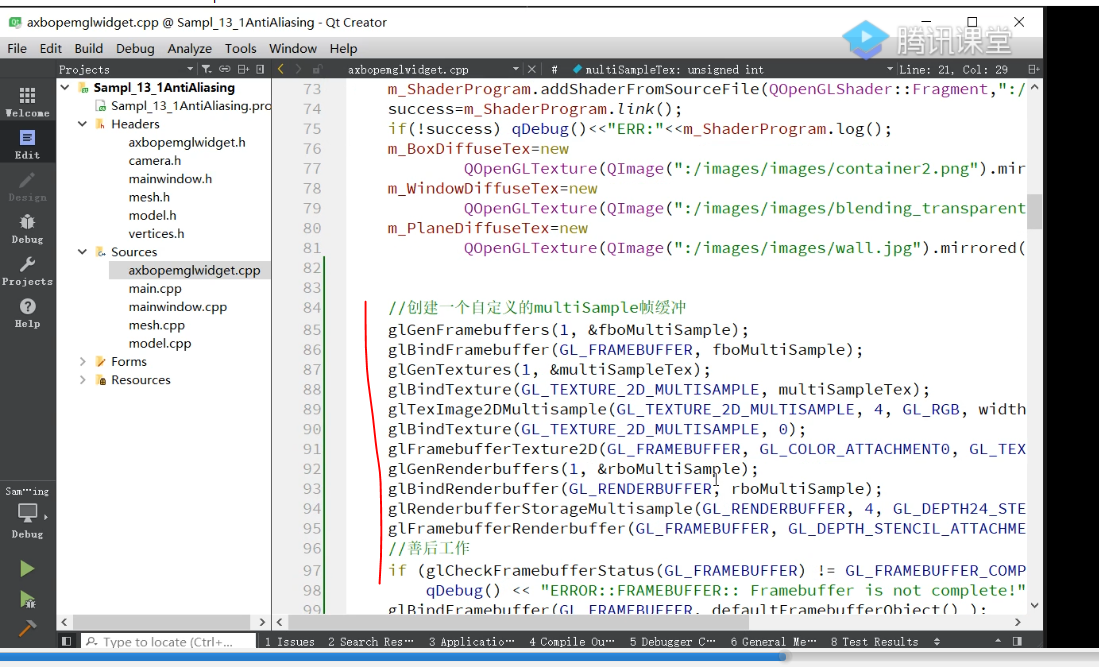 axbopemglwidget.cpp @ Sampl_13_1AntiAliasing - Qt Creator
腾讯课堂
File Edit Build Debug Analyze Tools Window Help
Projects
axbopemglwidget.cpp
# multiSampleTex: unsigned int
Line: 21, Col: 29
Welcome
Edit
Design
Debug
Projects
Help
Sam···ing
Debug
Sampl_13_1AntiAliasing
Sampl_13_1AntiAliasing.pro
Headers
axbopemglwidget.h
camera.h
mainwindow.h
mesh.h
model.h
vertices.h
Sources
axbopemglwidget.cpp
main.cpp
mainwindow.cpp
mesh.cpp
model.cpp
Forms
Resources
73 m_ShaderProgram.addShaderFromSourceFile(QOpenGLShader::Fragment,":/
74 success=m_ShaderProgram.link();
75 if(!success) qDebug()<<"ERR:"<<m_ShaderProgram.log();
76 m_BoxDiffuseTex=new
77 QOpenGLTexture(QImage(":/images/images/container2.png").mir
78 m_WindowDiffuseTex=new
79 QOpenGLTexture(QImage(":/images/images/blending_transparent
80 m_PlaneDiffuseTex=new
81 QOpenGLTexture(QImage(":/images/images/wall.jpg").mirrored(
82
83
84 //创建一个自定义的multiSample帧缓冲
85 glGenFramebuffers(1, &fboMultiSample);
86 glBindFramebuffer(GL_FRAMEBUFFER, fboMultiSample);
87 glGenTextures(1, &multiSampleTex);
88 glBindTexture(GL_TEXTURE_2D_MULTISAMPLE, multiSampleTex);
89 glTexImage2DMultisample(GL_TEXTURE_2D_MULTISAMPLE, 4, GL_RGB, width
90 glBindTexture(GL_TEXTURE_2D_MULTISAMPLE, 0);
91 glFramebufferTexture2D(GL_FRAMEBUFFER, GL_COLOR_ATTACHMENT0, GL_TEX
92 glGenRenderbuffers(1, &rboMultiSample);
93 glBindRenderbuffer(GL_RENDERBUFFER, rboMultiSample);
94 glRenderbufferStorageMultisample(GL_RENDERBUFFER, 4, GL_DEPTH24_STE
95 glFramebufferRenderbuffer(GL_FRAMEBUFFER, GL_DEPTH_STENCIL_ATTACHME
96 //善后工作
97 if (glCheckFramebufferStatus(GL_FRAMEBUFFER) != GL_FRAMEBUFFER_COMP
98 qDebug() << "ERROR::FRAMEBUFFER:: Framebuffer is not complete!"
99 glBindFramebuffer(GL_FRAMEBUFFER, defaultFramebufferObject() );
Type to locate (Ctrl+...
1 Issues 2 Search Res··· 3 Applicatio··· 4 Compile Ou··· 5 Debugger C··· 6 General Me··· 8 Test Results